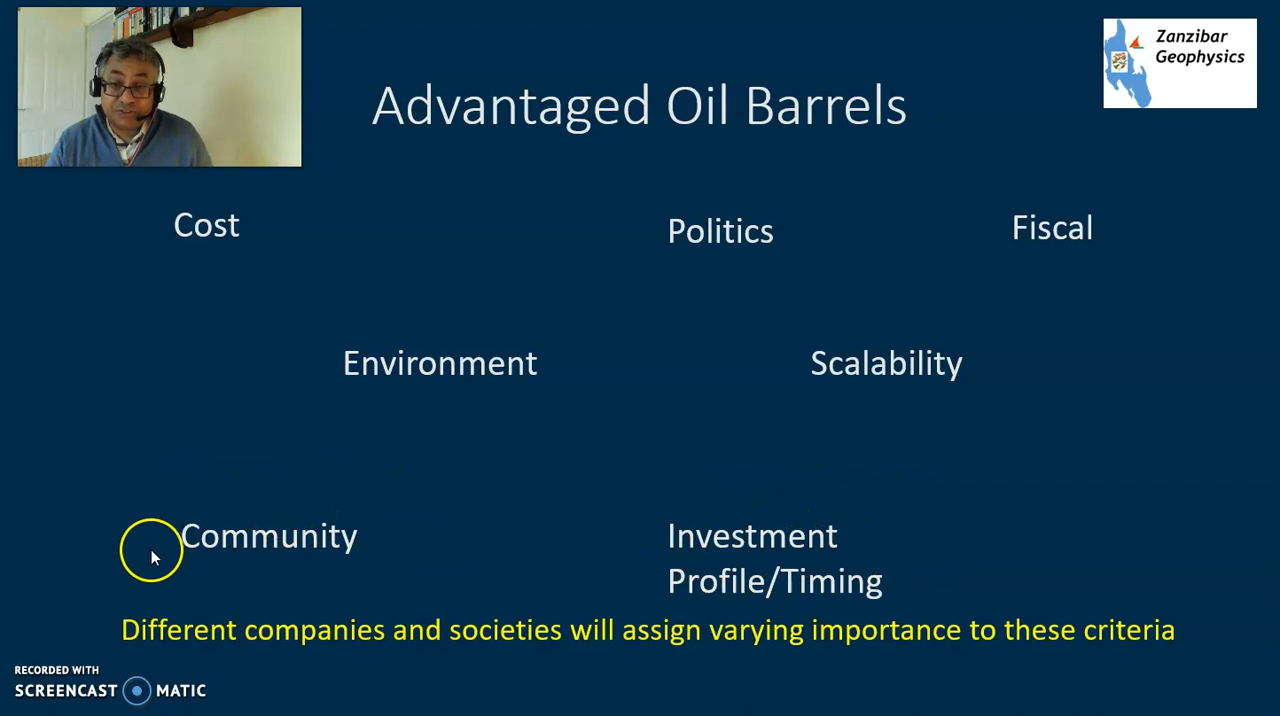 Zanzibar
Geophysics
Advantaged Oil Barrels
Cost
Politics
Fiscal
Environment
Scalability
Community
Investment
Profile/Timing
Different companies and societies will assign varying importance to these criteria
RECORDED WITH
SCREENCAST MATIC